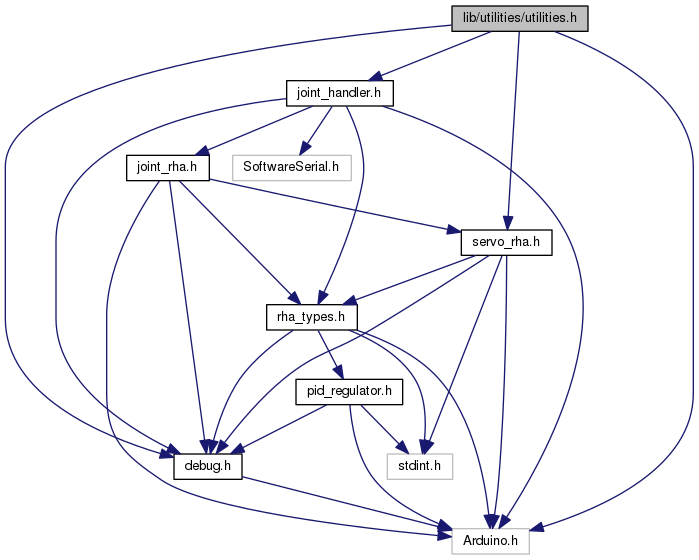 lib/utilities/utilities.h
joint_handler.h
joint_rha.h
SoftwareSerial.h
servo_rha.h
rha_types.h
pid_regulator.h
debug.h
stdint.h
Arduino.h